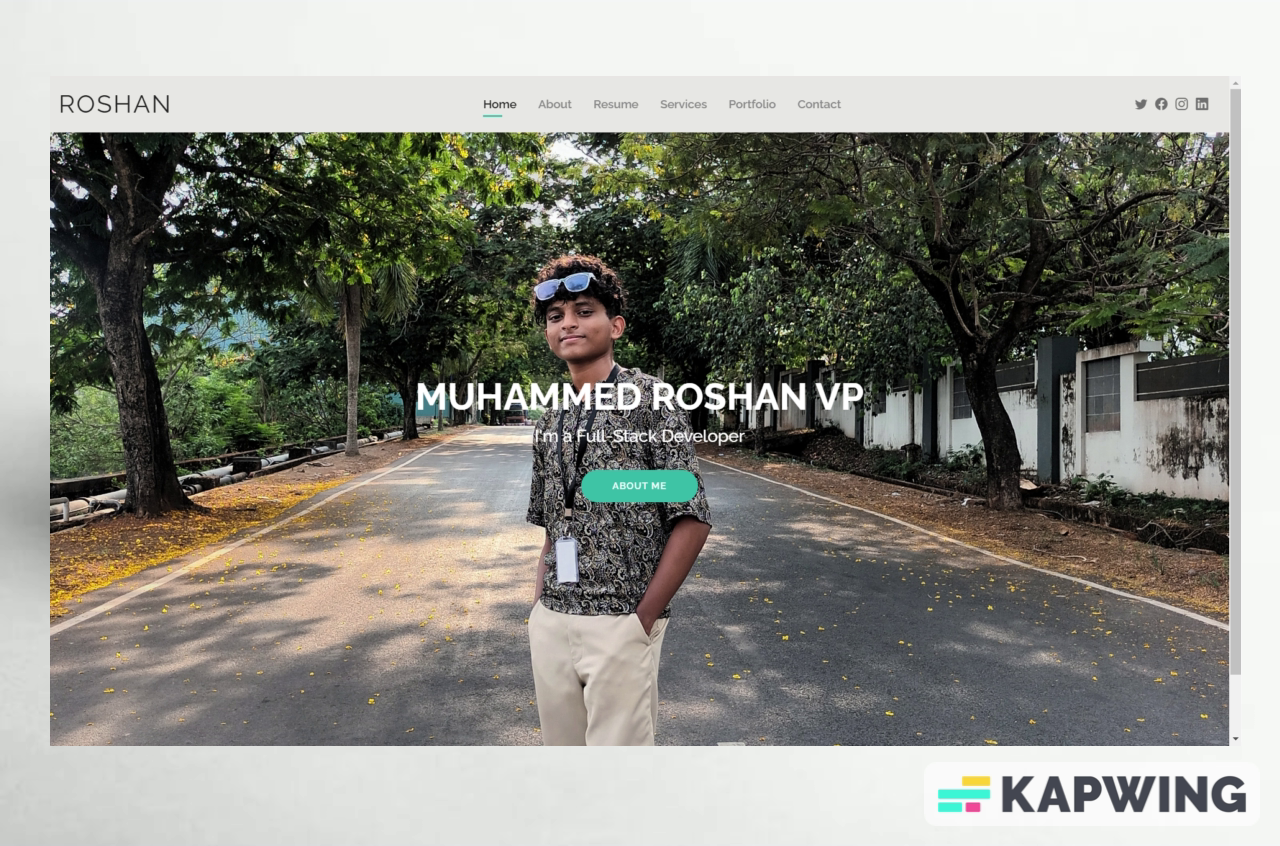 ROSHAN
Home About Resume Services Portfolio Contact
MUHAMMED ROSHAN VP
I'm a Full-Stack Developer
ABOUT ME
KAPWING